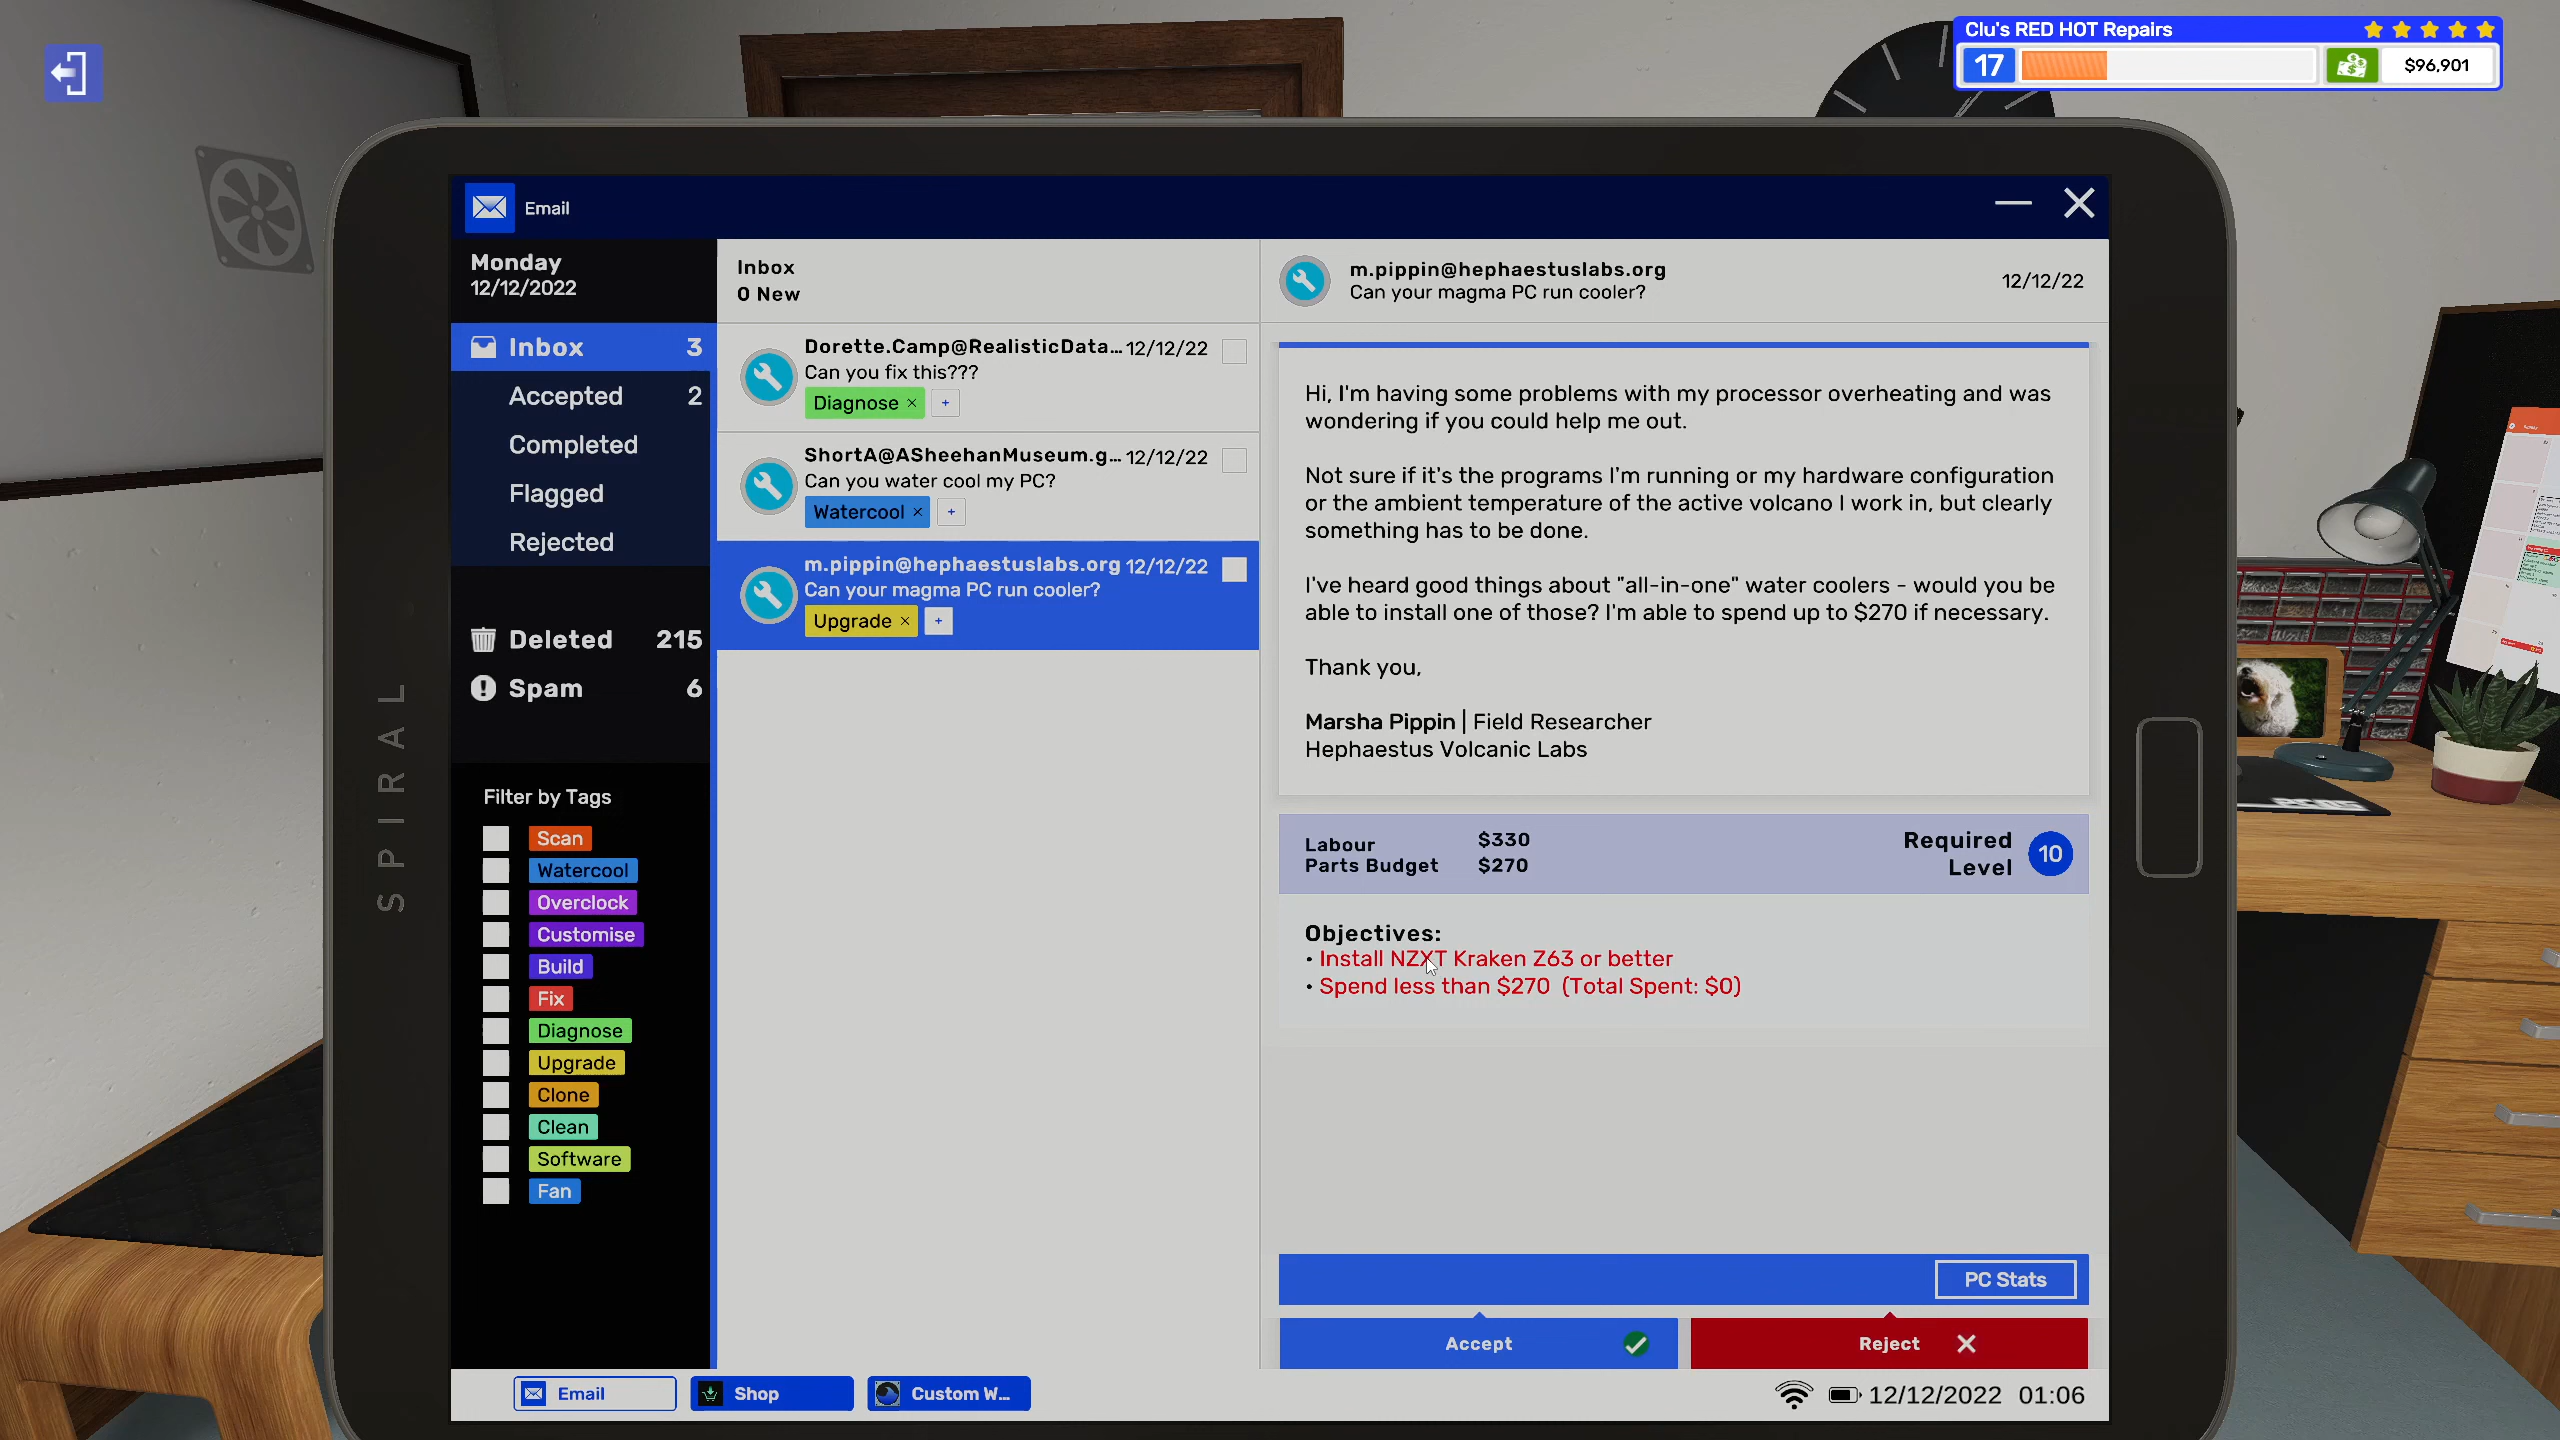 Clu's RED HOT Repairs
17
$96,901
Email
Monday
12/12/2022
Inbox 3
Accepted 2
Completed
Flagged
Rejected
Deleted 215
Spam 6
Filter by Tags
Scan
Watercool
Overclock
Customise
Build
Fix
Diagnose
Upgrade
Clone
Clean
Software
Fan
Inbox
0 New
Dorette.Camp@RealisticData... 12/12/22
Can you fix this???
Diagnose × +
ShortA@ASheehanMuseum.g... 12/12/22
Can you water cool my PC?
Watercool × +
m.pippin@hephaestuslabs.org 12/12/22
Can your magma PC run cooler?
Upgrade × +
m.pippin@hephaestuslabs.org
Can your magma PC run cooler?
12/12/22
Hi, I'm having some problems with my processor overheating and was
wondering if you could help me out.
Not sure if it's the programs I'm running or my hardware configuration
or the ambient temperature of the active volcano I work in, but clearly
something has to be done.
I've heard good things about "all-in-one" water coolers - would you be
able to install one of those? I'm able to spend up to $270 if necessary.
Thank you,
Marsha Pippin | Field Researcher
Hephaestus Volcanic Labs
Labour $330
Parts Budget $270
Required
Level
10
Objectives:
• Install NZXT Kraken Z63 or better
• Spend less than $270 (Total Spent: $0)
PC Stats
Accept
Reject
Email
Shop
Custom W...
12/12/2022 01:06
SPIRAL